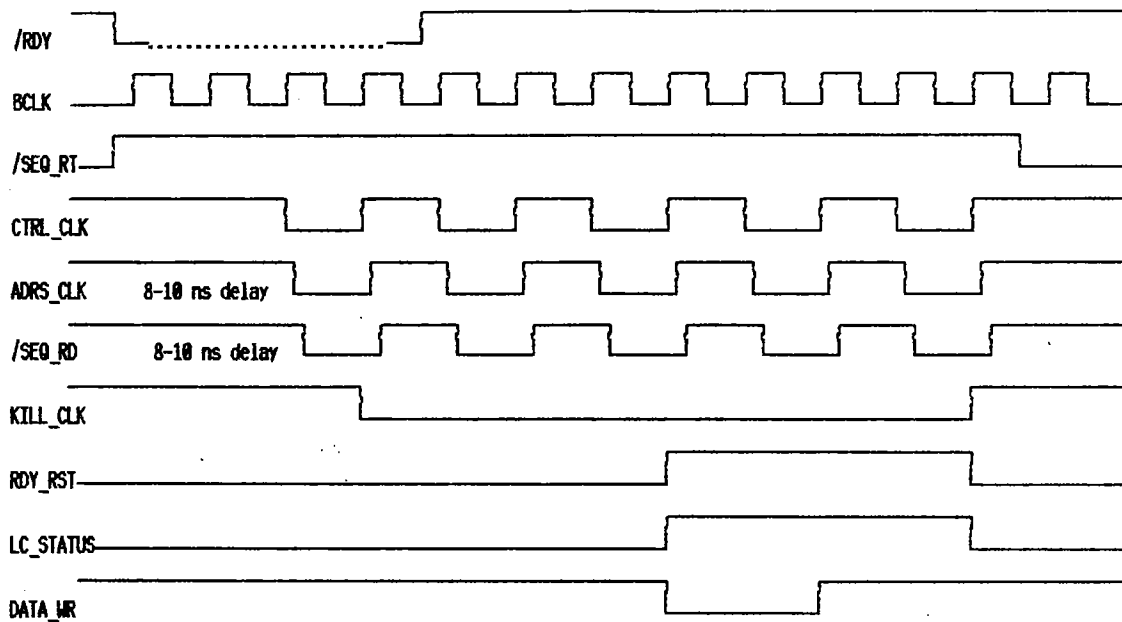 /RDY
BCLK
/SEQ_RT
CTRL_CLK
ADRS_CLK 8-10 ns delay
/SEQ_RD 8-10 ns delay
KILL_CLK
RDY_RST
LC_STATUS
DATA_WR